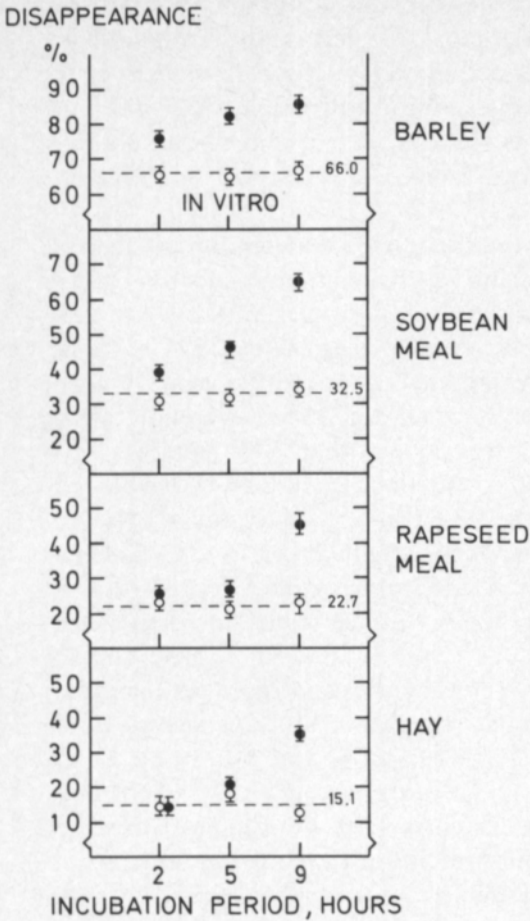 DISAPPEARANCE
%
90
80
70
60
66.0
IN VITRO
BARLEY
70
60
50
40
30
20
32.5
SOYBEAN
MEAL
50
40
30
20
22.7
RAPESEED
MEAL
50
40
30
20
10
15.1
HAY
2 5 9
INCUBATION PERIOD, HOURS